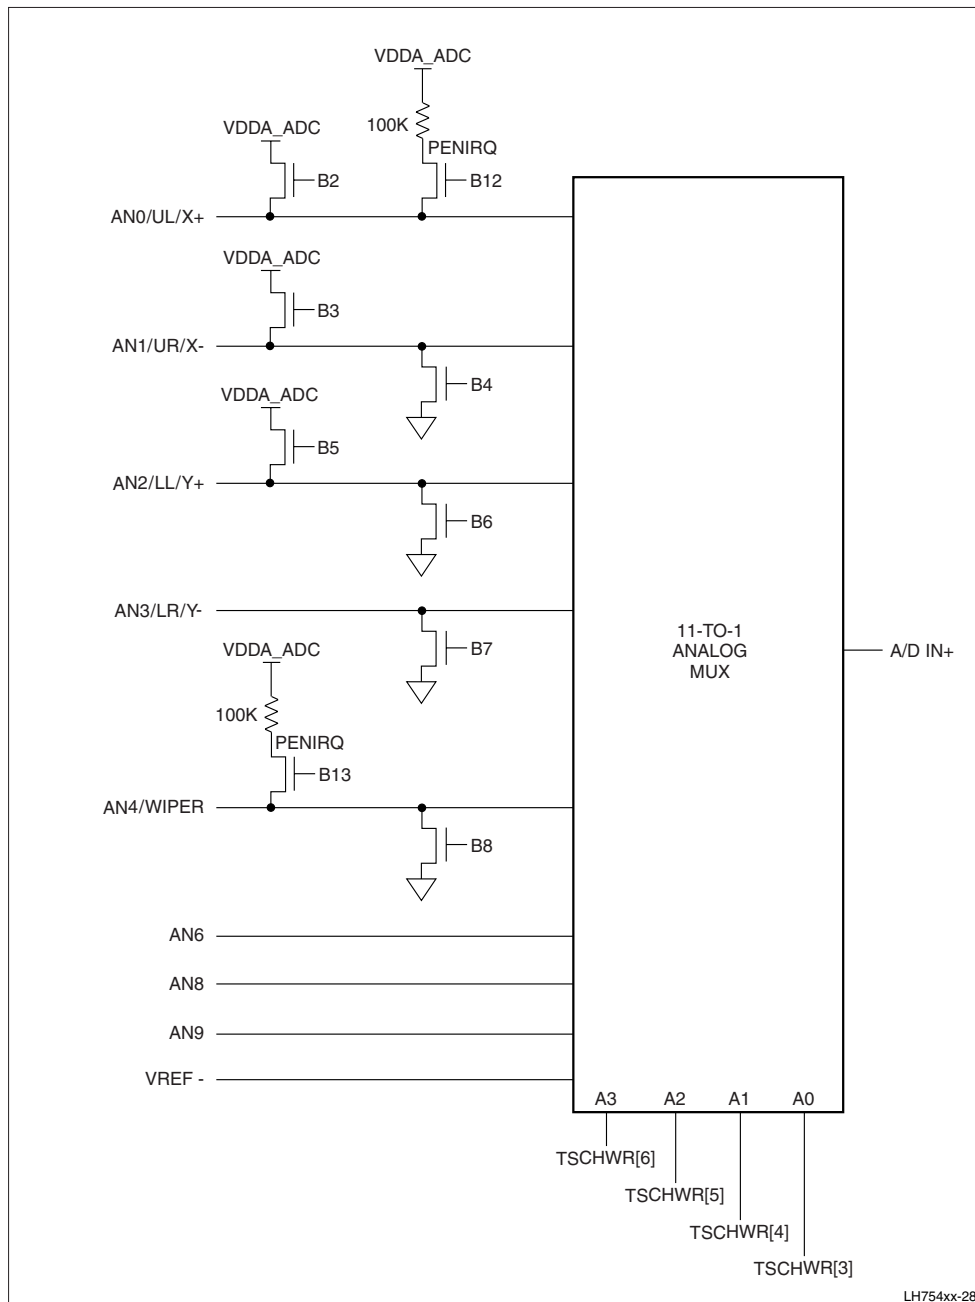 VDDA_ADC
100K
VDDA_ADC
PENIRQ
B2
B12
AN0/UL/X+
VDDA_ADC
B3
AN1/UR/X-
B4
VDDA_ADC
B5
AN2/LL/Y+
B6
AN3/LR/Y-
B7
VDDA_ADC
100K
PENIRQ
B13
AN4/WIPER
B8
11-TO-1
ANALOG
MUX
A/D IN+
AN6
AN8
AN9
VREF -
A3 A2 A1 A0
TSCHWR[6]
TSCHWR[5]
TSCHWR[4]
TSCHWR[3]
LH754xx-28